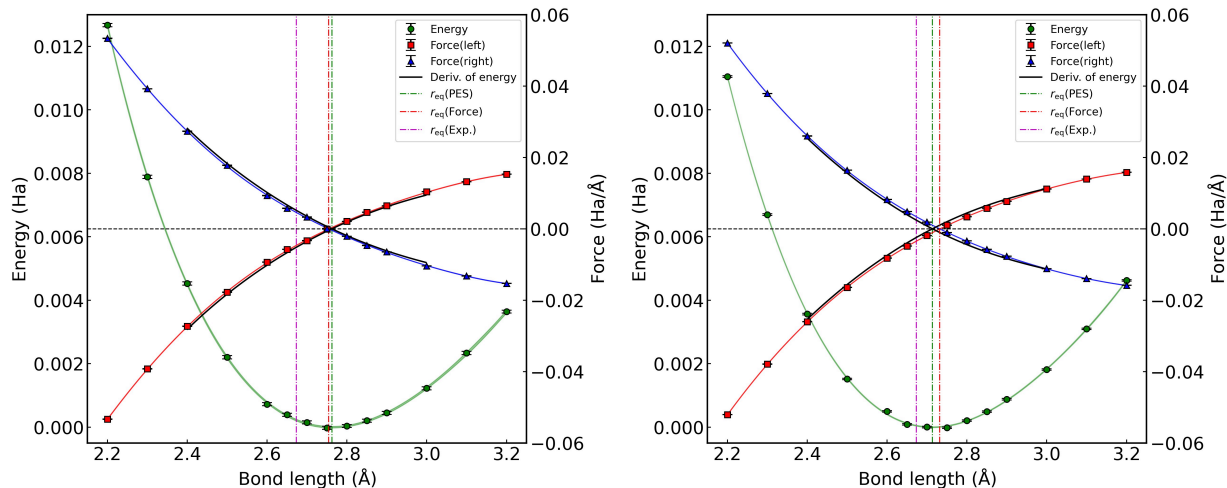 Energy
Force(left)
Force(right)
Deriv. of energy
req(PES)
req(Force)
req(Exp.)
0.012
0.010
0.008
0.006
0.004
0.002
0.000
Energy (Ha)
0.06
0.04
0.02
0.00
−0.02
−0.04
−0.06
Force (Ha/Å)
2.2 2.4 2.6 2.8 3.0 3.2
Bond length (Å)
Energy
Force(left)
Force(right)
Deriv. of energy
req(PES)
req(Force)
req(Exp.)
0.012
0.010
0.008
0.006
0.004
0.002
0.000
Energy (Ha)
0.06
0.04
0.02
0.00
−0.02
−0.04
−0.06
Force (Ha/Å)
2.2 2.4 2.6 2.8 3.0 3.2
Bond length (Å)